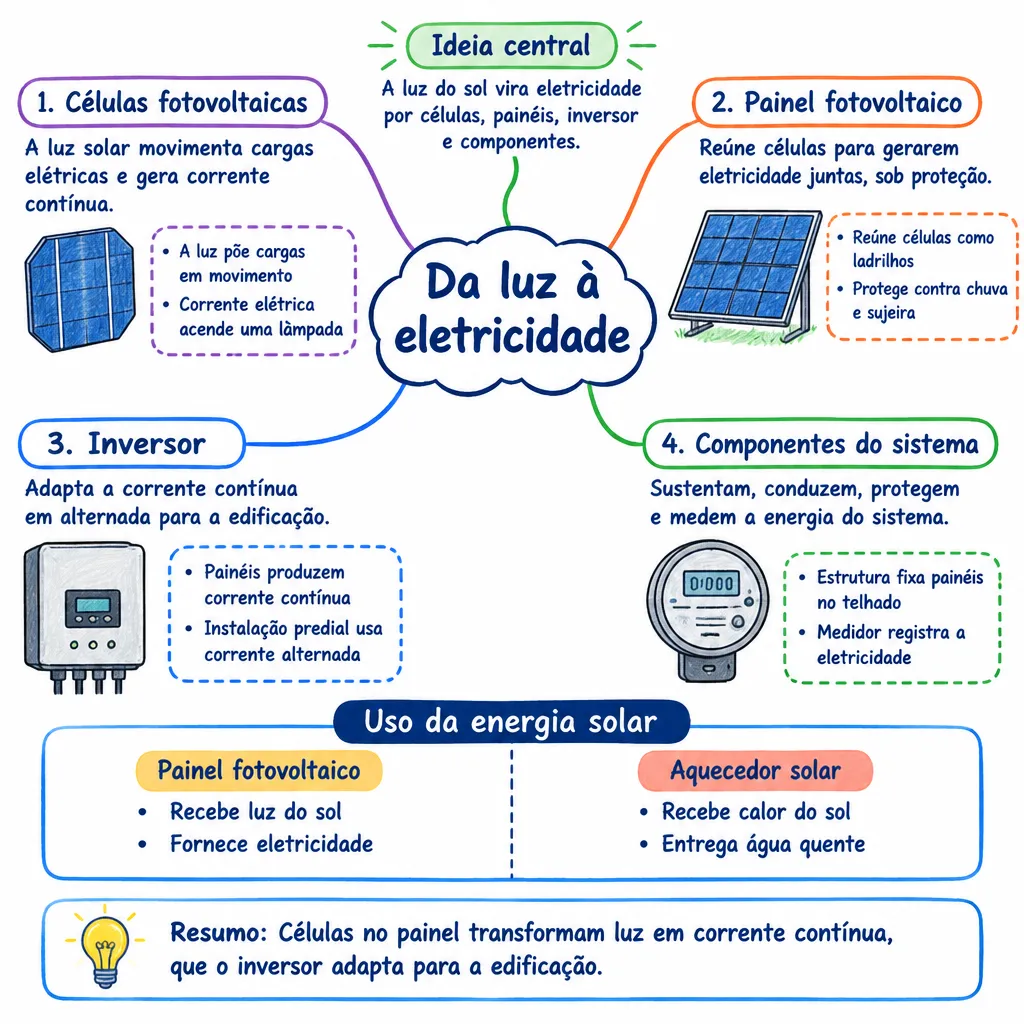 Ideia central
A luz do sol vira eletricidade
por células, painéis, inversor
e componentes.
1. Células fotovoltaicas
A luz solar movimenta cargas
elétricas e gera corrente
contínua.
• A luz põe cargas
em movimento
• Corrente elétrica
acende uma làmpada
2. Painel fotovoltaico
Reúne células para gerarem
eletricidade juntas, sob proteção.
• Reúne células como
ladrilhos
• Protege contra chuva
e sujeira
Da luz à
eletricidade
3. Inversor
Adapta a corrente contínua
em alternada para a edificação.
• Painéis produzem
corrente contínua
• Instalação predial usa
corrente alternada
4. Componentes do sistema
Sustentam, conduzem, protegem
e medem a energia do sistema.
01000
• Estrutura fixa painéis
no telhado
• Medidor registra a
eletricidade
Uso da energia solar
Painel fotovoltaico
• Recebe luz do sol
• Fornece eletricidade
Aquecedor solar
• Recebe calor do sol
• Entrega água quente
Resumo: Células no painel transformam luz em corrente contínua,
que o inversor adapta para a edificação.